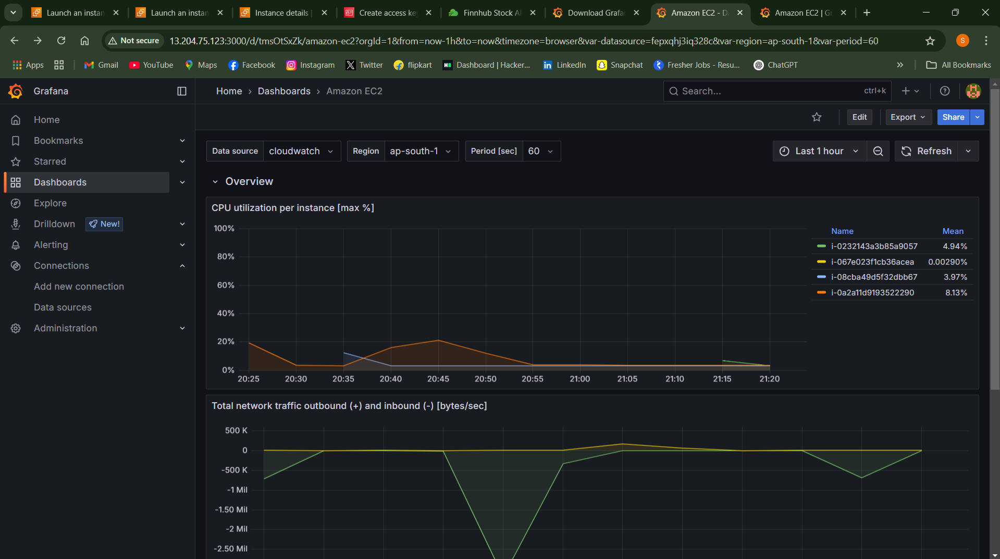 Launch an instan
Launch an instan
Instance details |
Create access key
Finnhub Stock AI
Download Grafan
Amazon EC2 - Da
Amazon EC2 | Gr
Not secure
13.204.75.123:3000/d/tmsOtSxZk/amazon-ec2?orgId=1&from=now-1h&to=now&timezone=browser&var-datasource=fepxqhj3iq328c&var-region=ap-south-1&var-period=60
S
Apps
Gmail
YouTube
Maps
Facebook
Instagram
Twitter
flipkart
Dashboard | Hacker...
LinkedIn
Snapchat
Fresher Jobs - Resu...
ChatGPT
All Bookmarks
Grafana
Home › Dashboards › Amazon EC2
Search... ctrl+k
Edit
Export
Share
Home
Bookmarks
Starred
Dashboards
Explore
Drilldown New!
Alerting
Connections
Add new connection
Data sources
Administration
Data source cloudwatch
Region ap-south-1
Period [sec] 60
Last 1 hour
Refresh
Overview
CPU utilization per instance [max %]
100%
80%
60%
40%
20%
0%
20:25 20:30 20:35 20:40 20:45 20:50 20:55 21:00 21:05 21:10 21:15 21:20
Name Mean
i-0232143a3b85a9057 4.94%
i-067e023f1cb36acea 0.00290%
i-08cba49d5f32dbb67 3.97%
i-0a2a11d9193522290 8.13%
Total network traffic outbound (+) and inbound (-) [bytes/sec]
500 K
0
-500 K
-1 Mil
-1.50 Mil
-2 Mil
-2.50 Mil